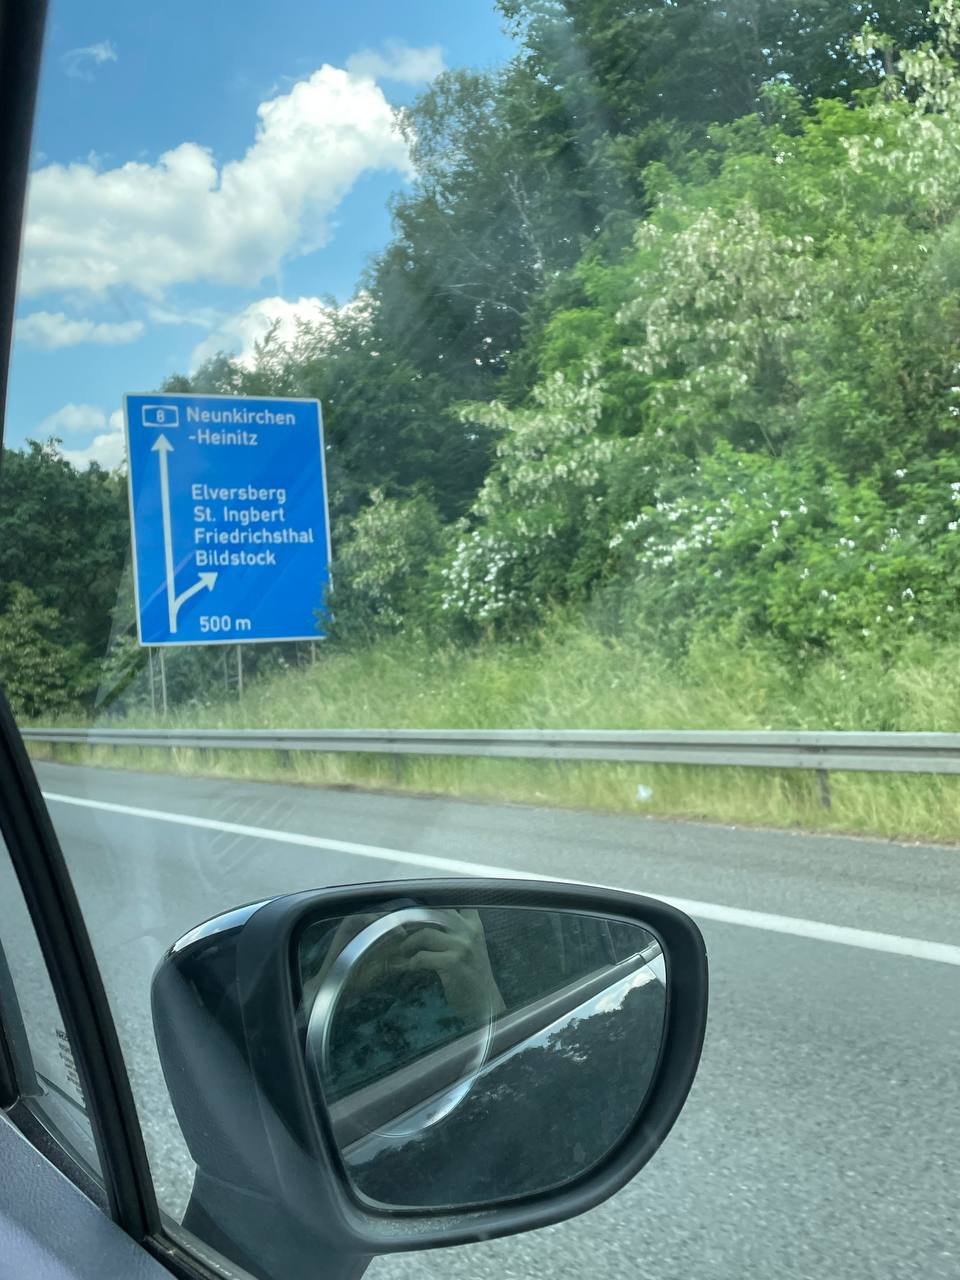 8 Neunkirchen
-Heinitz
Elversberg
St. Ingbert
Friedrichsthal
Bildstock
500 m